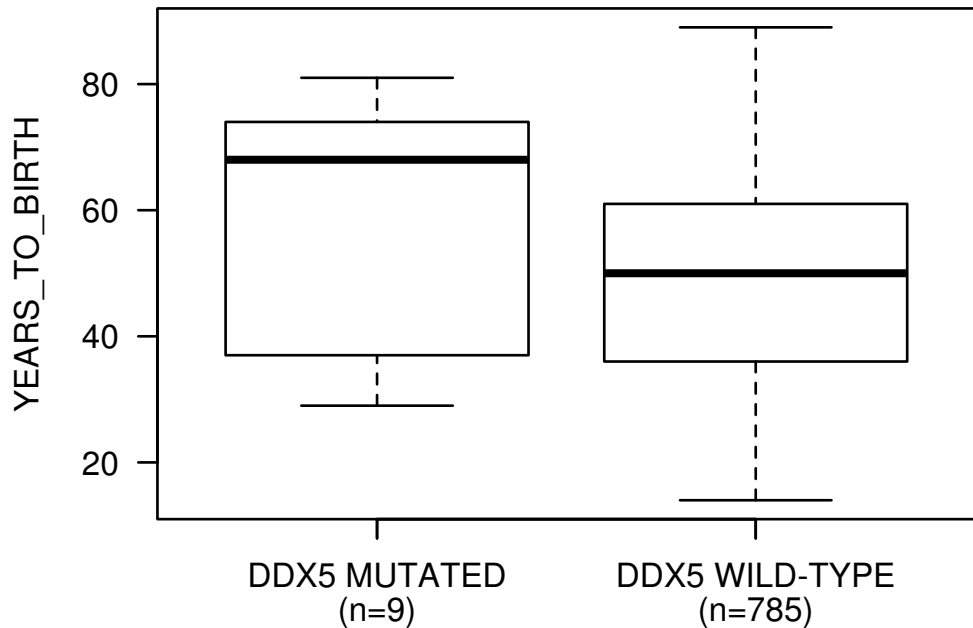 YEARS_TO_BIRTH
80
60
40
20
DDX5 MUTATED
(n=9)
DDX5 WILD-TYPE
(n=785)